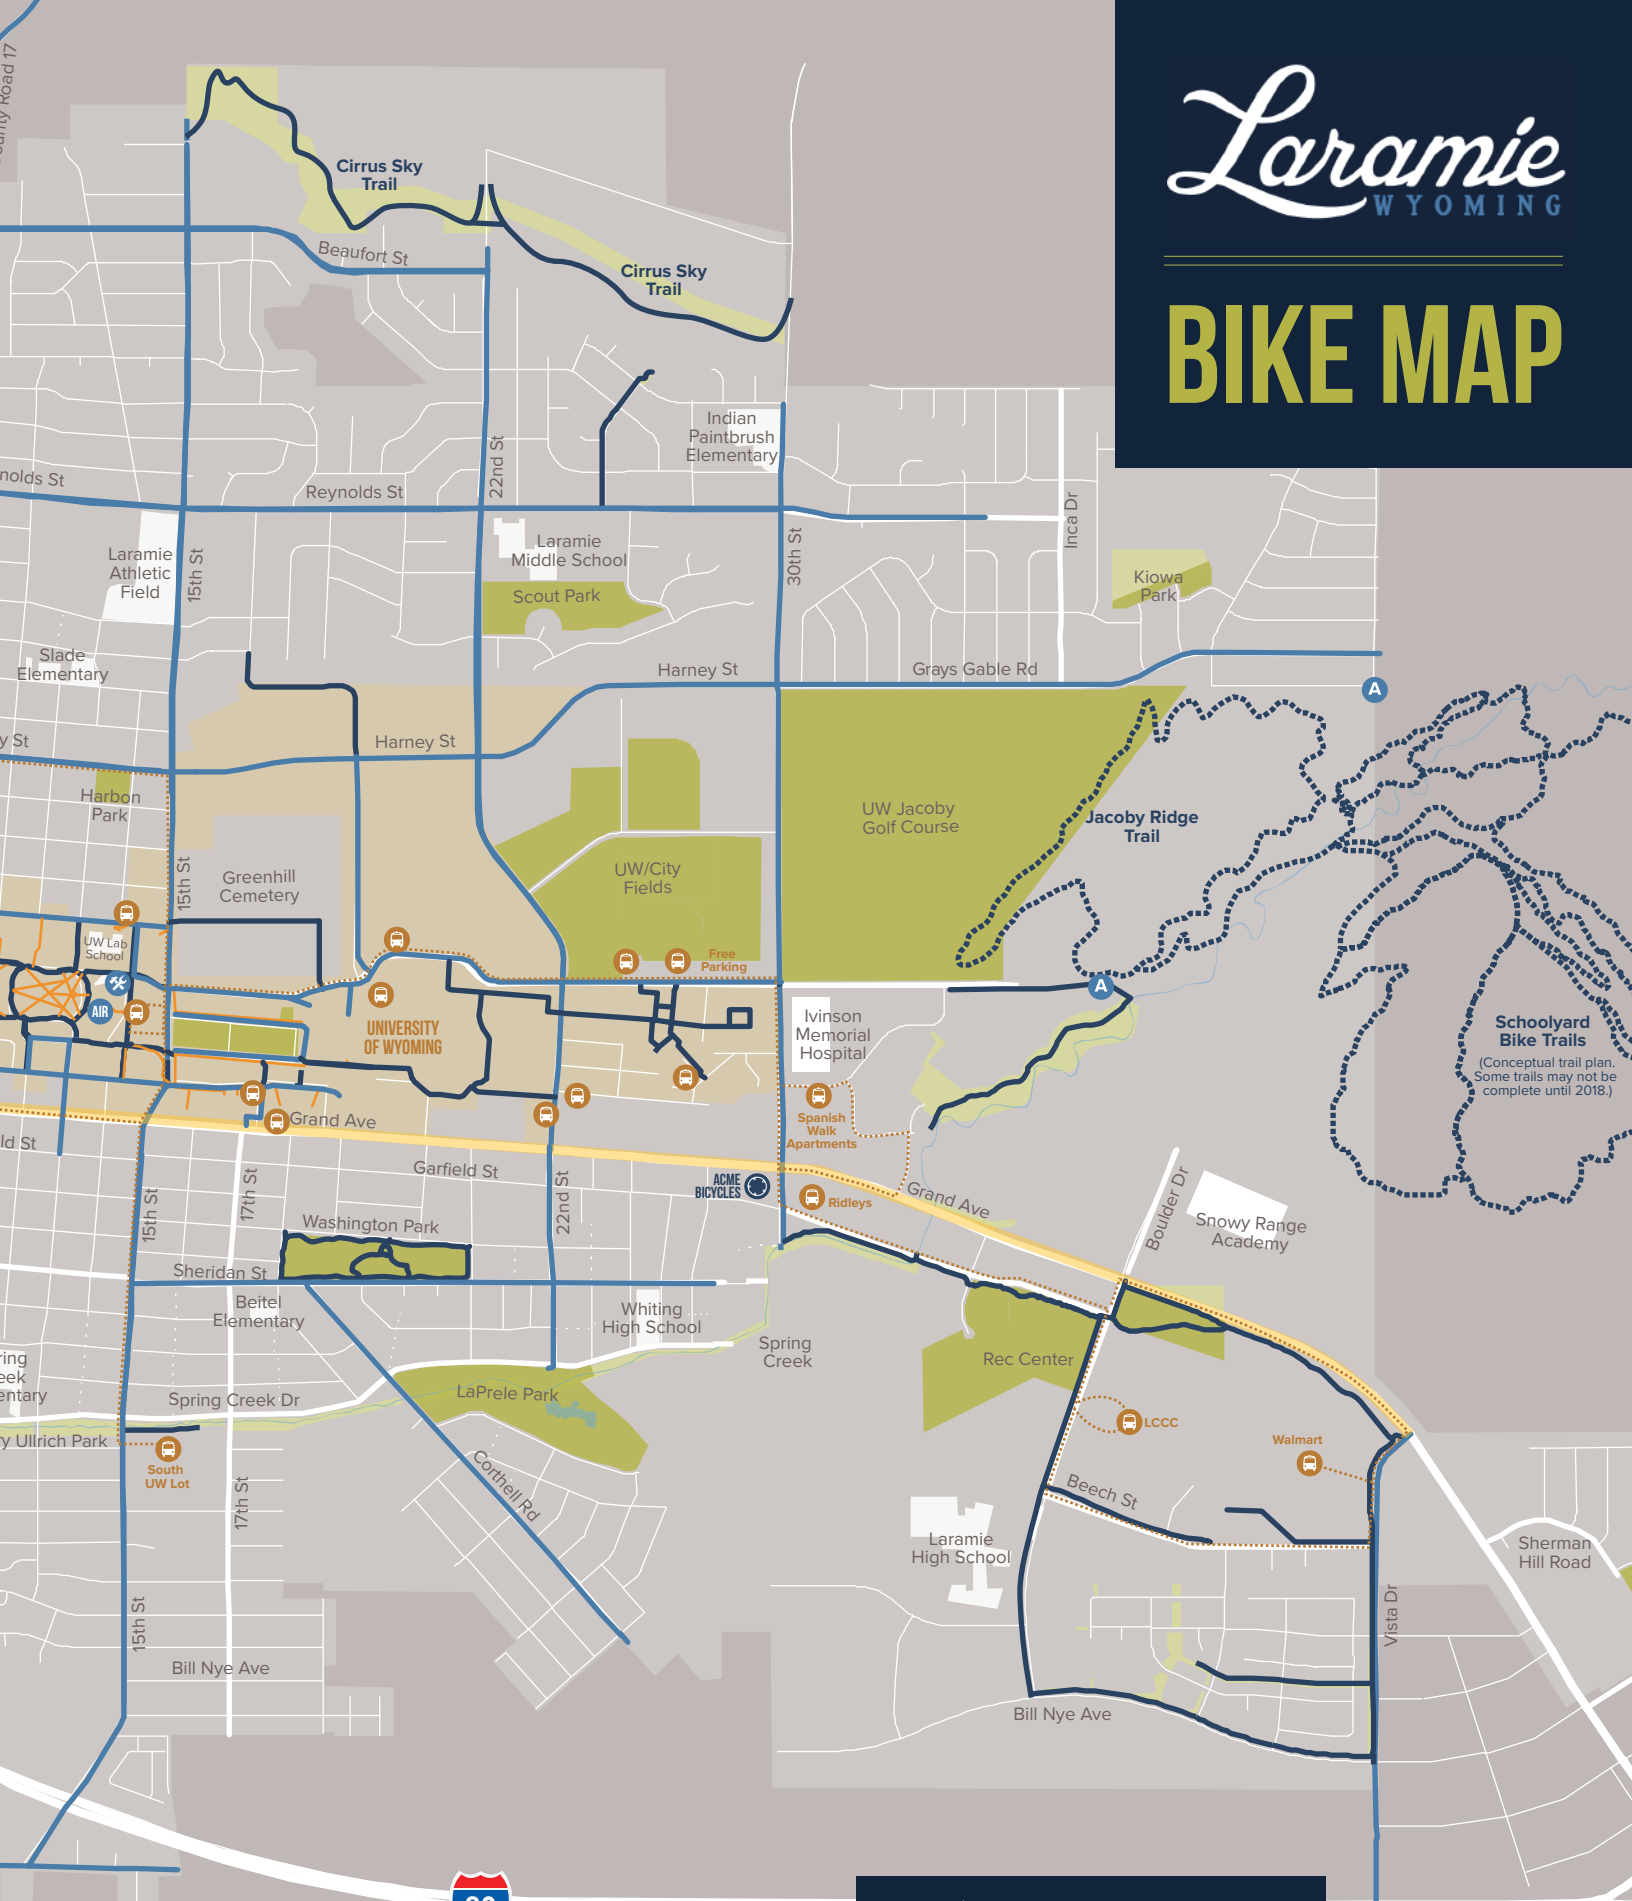 Laramie
WYOMING
BIKE MAP
Road 17
Cirrus Sky
Trail
Beaufort St
Cirrus Sky
Trail
Indian
Paintbrush
Elementary
22nd St
nolds St
Reynolds St
Inca Dr
Laramie
Athletic
Field
15th St
Laramie
Middle School
Scout Park
30th St
Kiowa
Park
Slade
Elementary
Harney St
Grays Gable Rd
A
y St
Harney St
Harbon
Park
UW Jacoby
Golf Course
Jacoby Ridge
Trail
15th St
Greenhill
Cemetery
UW/City
Fields
UW Lab
School
Free
Parking
AIR
A
UNIVERSITY
OF WYOMING
Ivinson
Memorial
Hospital
Schoolyard
Bike Trails
(Conceptual trail plan.
Some trails may not be
complete until 2018.)
Spanish
Walk
Apartments
Grand Ave
ld St
Garfield St
15th St
17th St
22nd St
ACME
BICYCLES
Ridleys
Grand Ave
Boulder Dr
Snowy Range
Academy
Washington Park
Sheridan St
Beitel
Elementary
Whiting
High School
Spring
Creek
Rec Center
ring
eek
entary
Spring Creek Dr
LaPrele Park
y Ullrich Park
South
UW Lot
LCCC
Walmart
17th St
Corthell Rd
Beech St
Laramie
High School
Sherman
Hill Road
15th St
Vista Dr
Bill Nye Ave
Bill Nye Ave